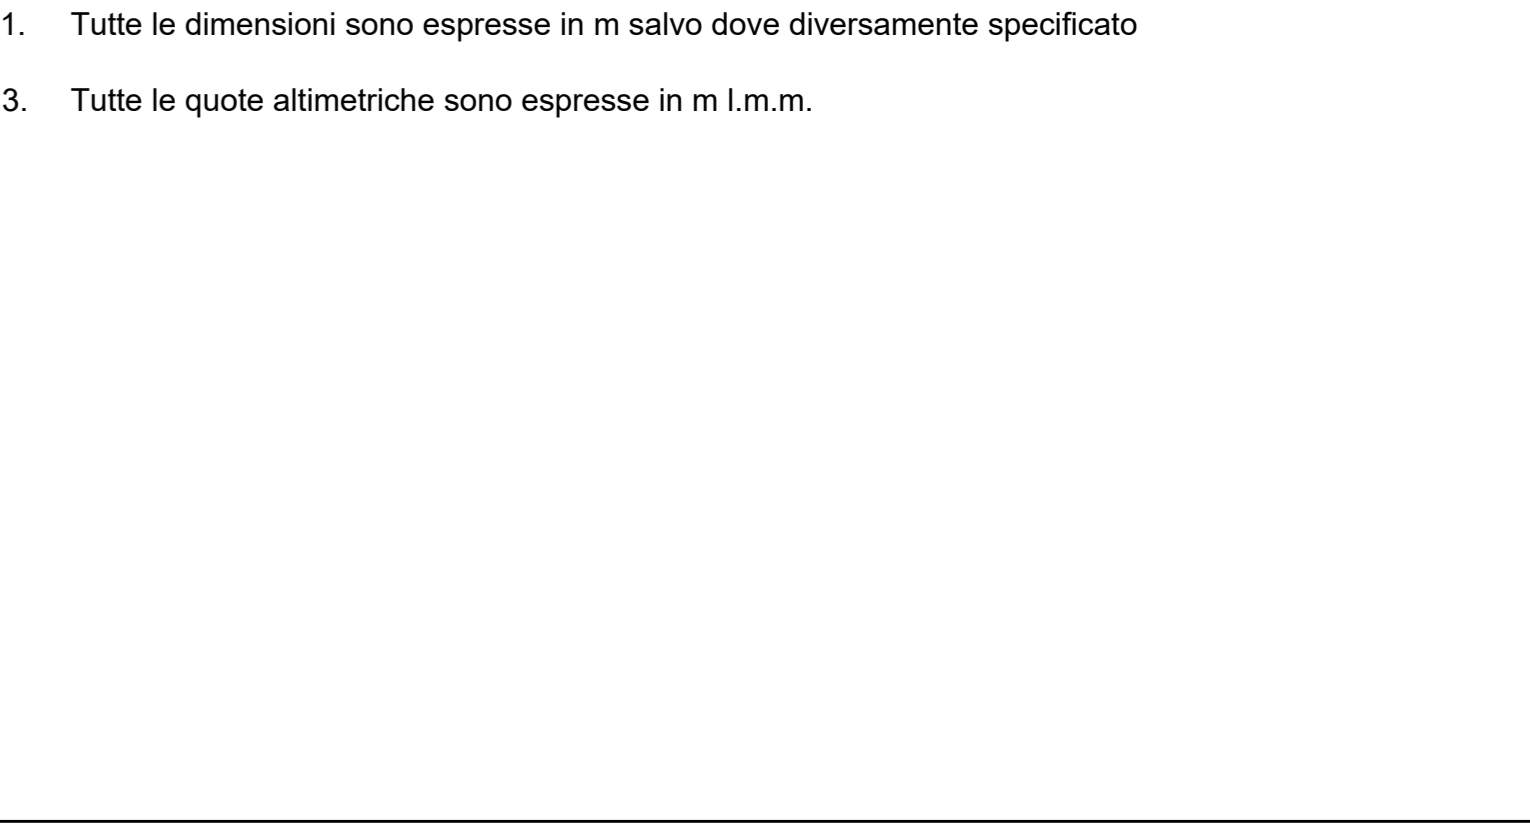 1. Tutte le dimensioni sono espresse in m salvo dove diversamente specificato
3. Tutte le quote altimetriche sono espresse in m l.m.m.